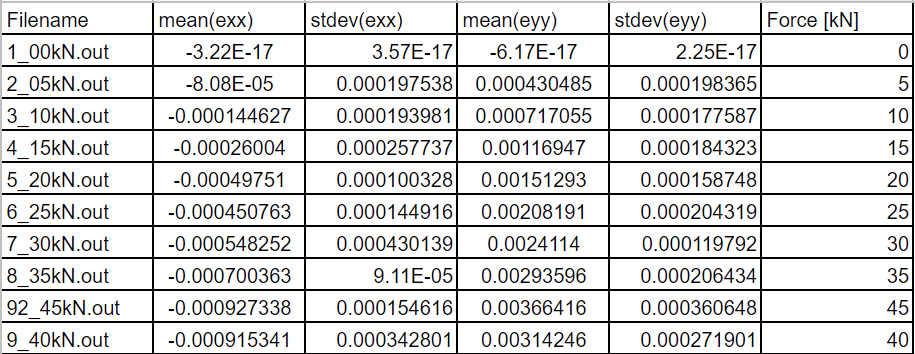 Filename mean(exx) stdev(exx) mean(eyy) stdev(eyy) Force [kN]
1_00kN.out -3.22E-17 3.57E-17 -6.17E-17 2.25E-17 0
2_05kN.out -8.08E-05 0.000197538 0.000430485 0.000198365 5
3_10kN.out -0.000144627 0.000193981 0.000717055 0.000177587 10
4_15kN.out -0.00026004 0.000257737 0.00116947 0.000184323 15
5_20kN.out -0.00049751 0.000100328 0.00151293 0.000158748 20
6_25kN.out -0.000450763 0.000144916 0.00208191 0.000204319 25
7_30kN.out -0.000548252 0.000430139 0.0024114 0.000119792 30
8_35kN.out -0.000700363 9.11E-05 0.00293596 0.000206434 35
92_45kN.out -0.000927338 0.000154616 0.00366416 0.000360648 45
9_40kN.out -0.000915341 0.000342801 0.00314246 0.000271901 40